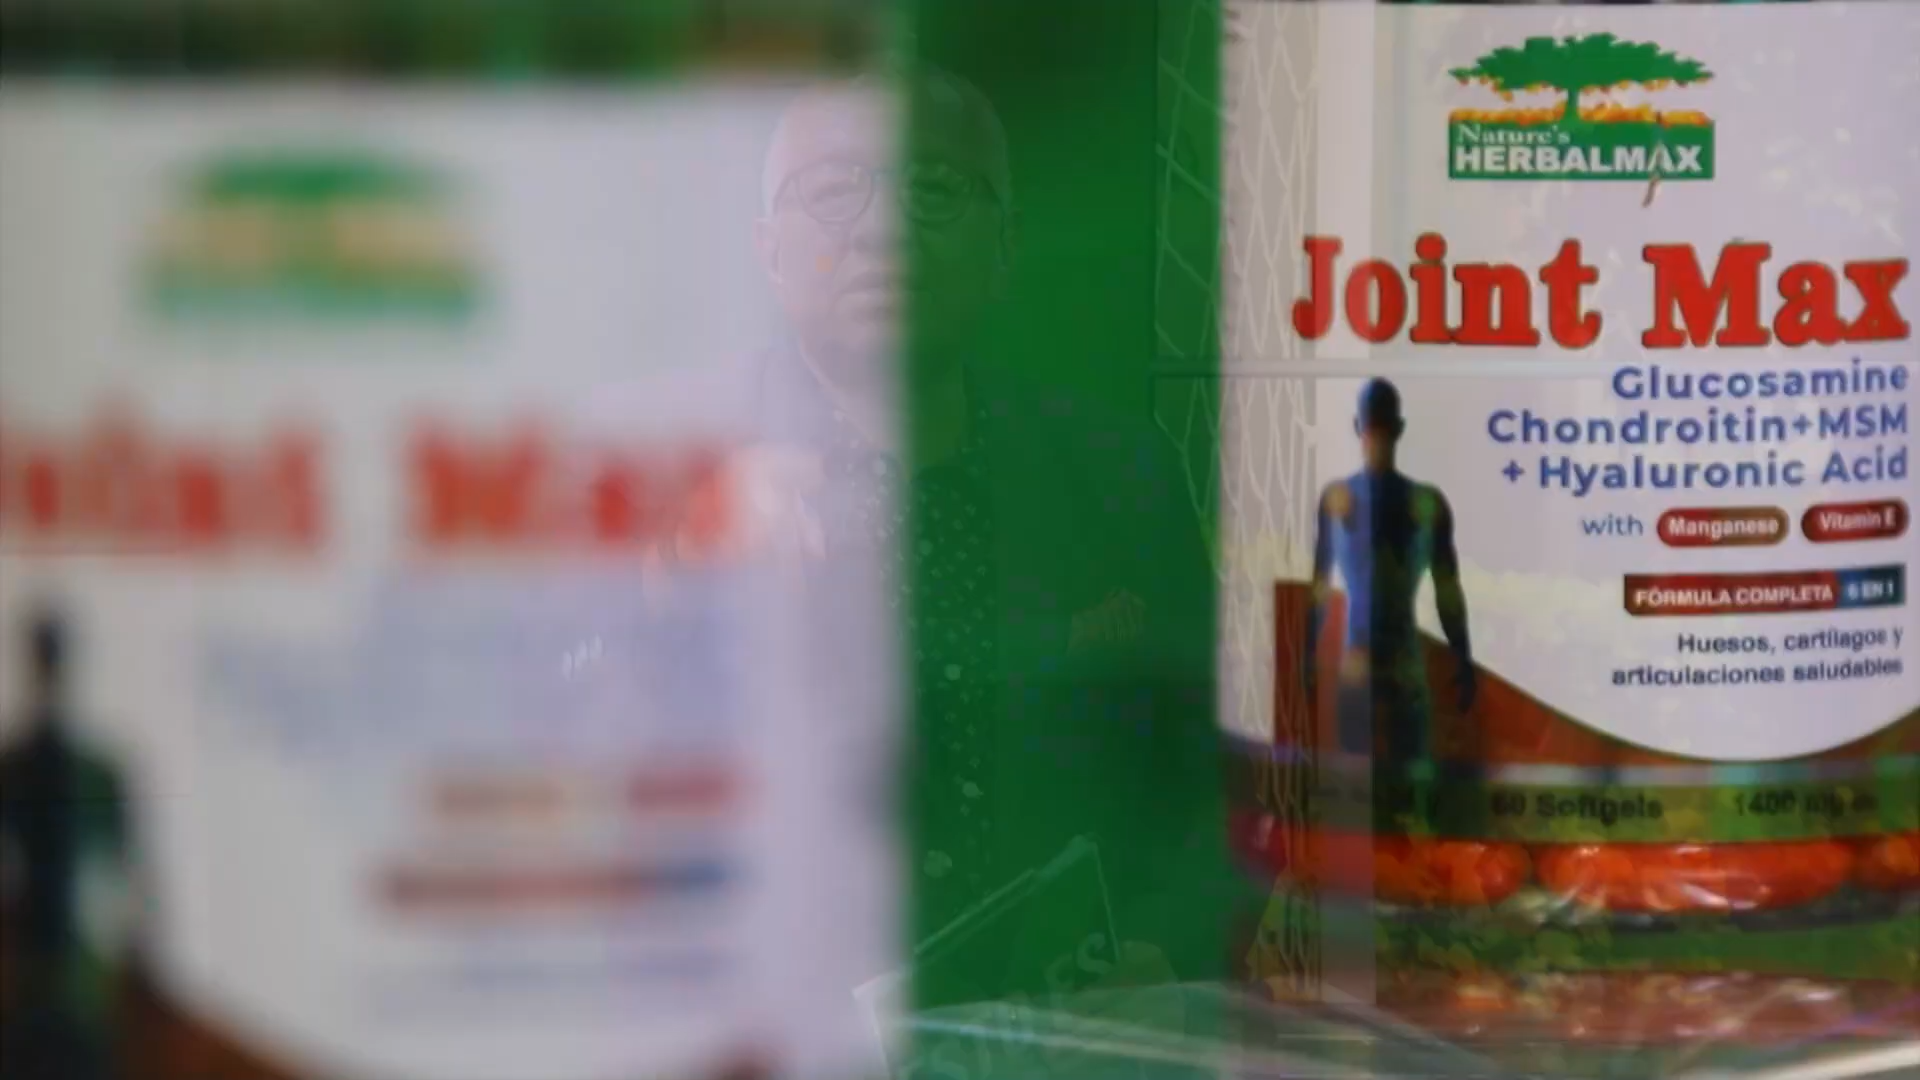 Nature's
HERBALMAX
Joint Max
Glucosamine
Chondroitin+MSM
+ Hyaluronic Acid
with Manganese Vitamin E
FÓRMULA COMPLETA 6 EN 1
Huesos, cartílagos y
articulaciones saludables
60 Softgels 1400